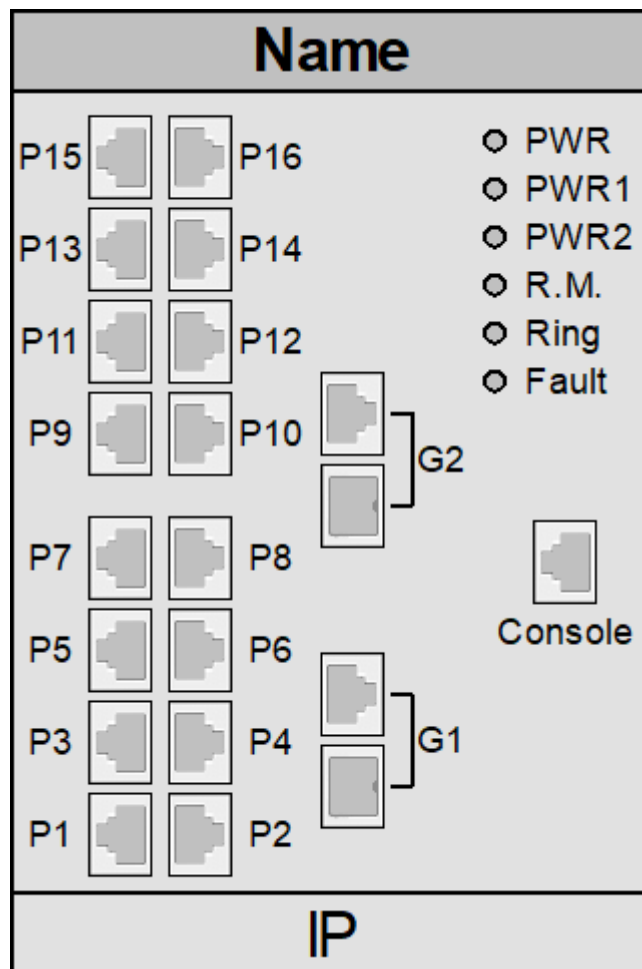 Name
P15 P16
P13 P14
P11 P12
P9 P10
P7 P8
P5 P6
P3 P4
P1 P2
G2
G1
PWR
PWR1
PWR2
R.M.
Ring
Fault
Console
IP